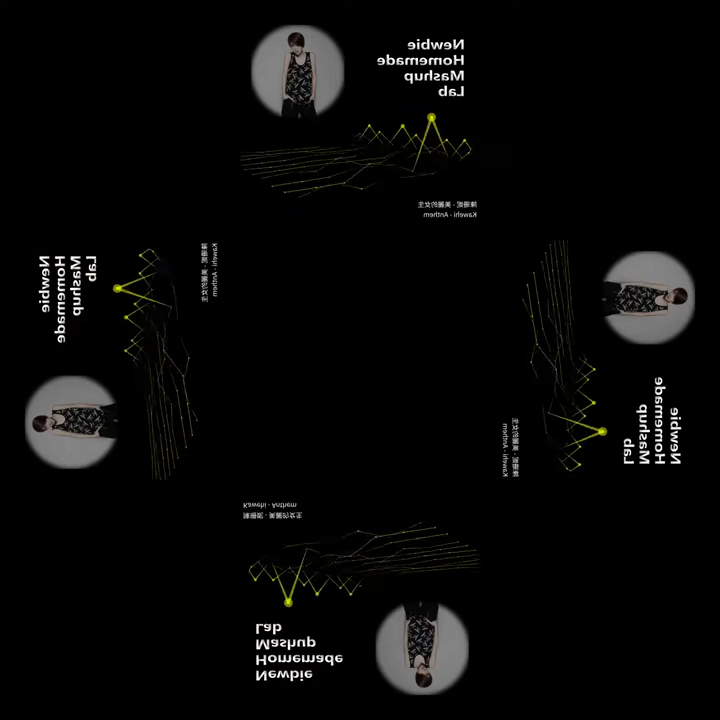 Newbie
Homemade
Mashup
Lab
陳珊妮 - 美麗的女生
Kawehi - Anthem
Newbie
Homemade
Mashup
Lab
陳珊妮 - 美麗的女生
Kawehi - Anthem
Newbie
Homemade
Mashup
Lab
陳珊妮 - 美麗的女生
Kawehi - Anthem
Newbie
Homemade
Mashup
Lab
陳珊妮 - 美麗的女生
Kawehi - Anthem